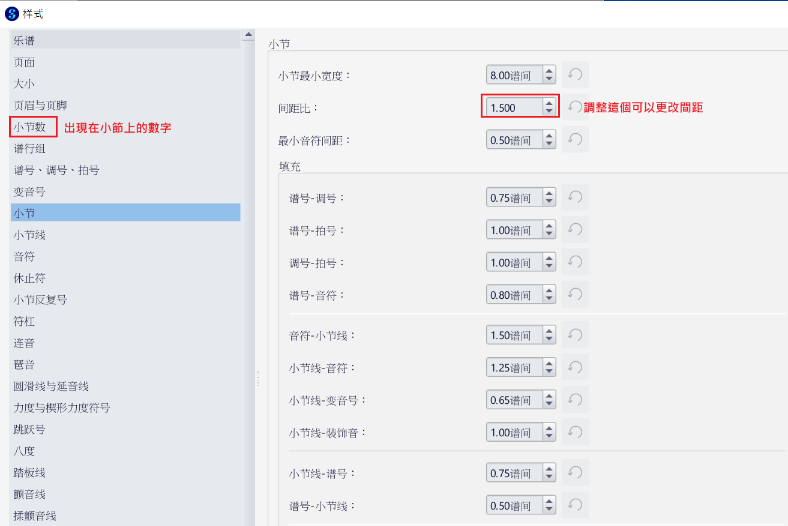 样式
乐谱
页面
大小
页眉与页脚
小节数 出現在小節上的數字
谱行组
谱号、调号、拍号
变音号
小节
小节线
音符
休止符
小节反复号
符杠
连音
琶音
圆滑线与延音线
力度与楔形力度符号
跳跃号
八度
踏板线
颤音线
揉颤音线
小节
小节最小宽度： 8.00谱间
间距比： 1.500 調整這個可以更改間距
最小音符间距： 0.50谱间
填充
谱号-调号： 0.75谱间
谱号-拍号： 1.00谱间
调号-拍号： 1.00谱间
谱号-音符： 0.80谱间
音符-小节线： 1.50谱间
小节线-音符： 1.25谱间
小节线-变音号： 0.65谱间
小节线-装饰音： 1.00谱间
小节线-谱号： 0.75谱间
谱号-小节线： 0.50谱间